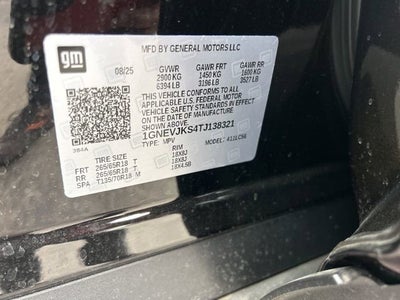 gm
MFD BY GENERAL MOTORS LLC
08/25 GVWR GAWR FRT GAWR RR
2900 KG 1450 KG 1600 KG
6394 LB 3196 LB 3527 LB
THIS VEHICLE CONFORMS TO ALL
APPLICABLE U.S. FEDERAL MOTOR
VEHICLE SAFETY STANDARDS IN EFFECT
ON THE DATE OF MANUFACTURE
SHOWN ABOVE.
1GNEVJKS4TJ138321
TYPE: MPV MODEL: 411LC56
TIRE SIZE RIM
FRT 265/65R18 T 18X8J
RR 265/65R18 T 18X8J
SPA T135/70R18 M 18X4.5B